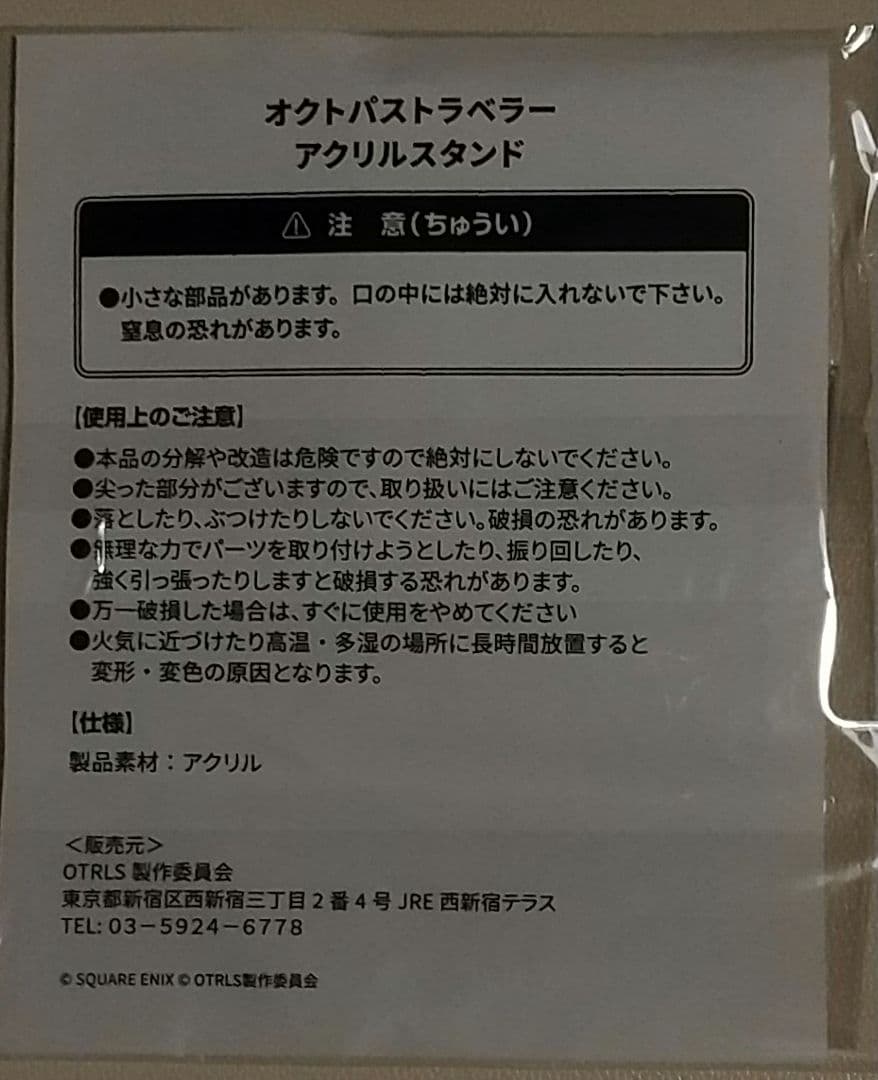 オクトパストラベラー
アクリルスタンド
⚠ 注　意(ちゅうい)
●小さな部品があります。口の中には絶対に入れないで下さい。
窒息の恐れがあります。
【使用上のご注意】
●本品の分解や改造は危険ですので絶対にしないでください。
●尖った部分がございますので、取り扱いにはご注意ください。
●落としたり、ぶつけたりしないでください。破損の恐れがあります。
●無理な力でパーツを取り付けようとしたり、振り回したり、
強く引っ張ったりしますと破損する恐れがあります。
●万一破損した場合は、すぐに使用をやめてください
●火気に近づけたり高温・多湿の場所に長時間放置すると
変形・変色の原因となります。
【仕様】
製品素材：アクリル
＜販売元＞
OTRLS 製作委員会
東京都新宿区西新宿三丁目２番４号 JRE 西新宿テラス
TEL: ０３－５９２４－６７７８
© SQUARE ENIX © OTRLS製作委員会